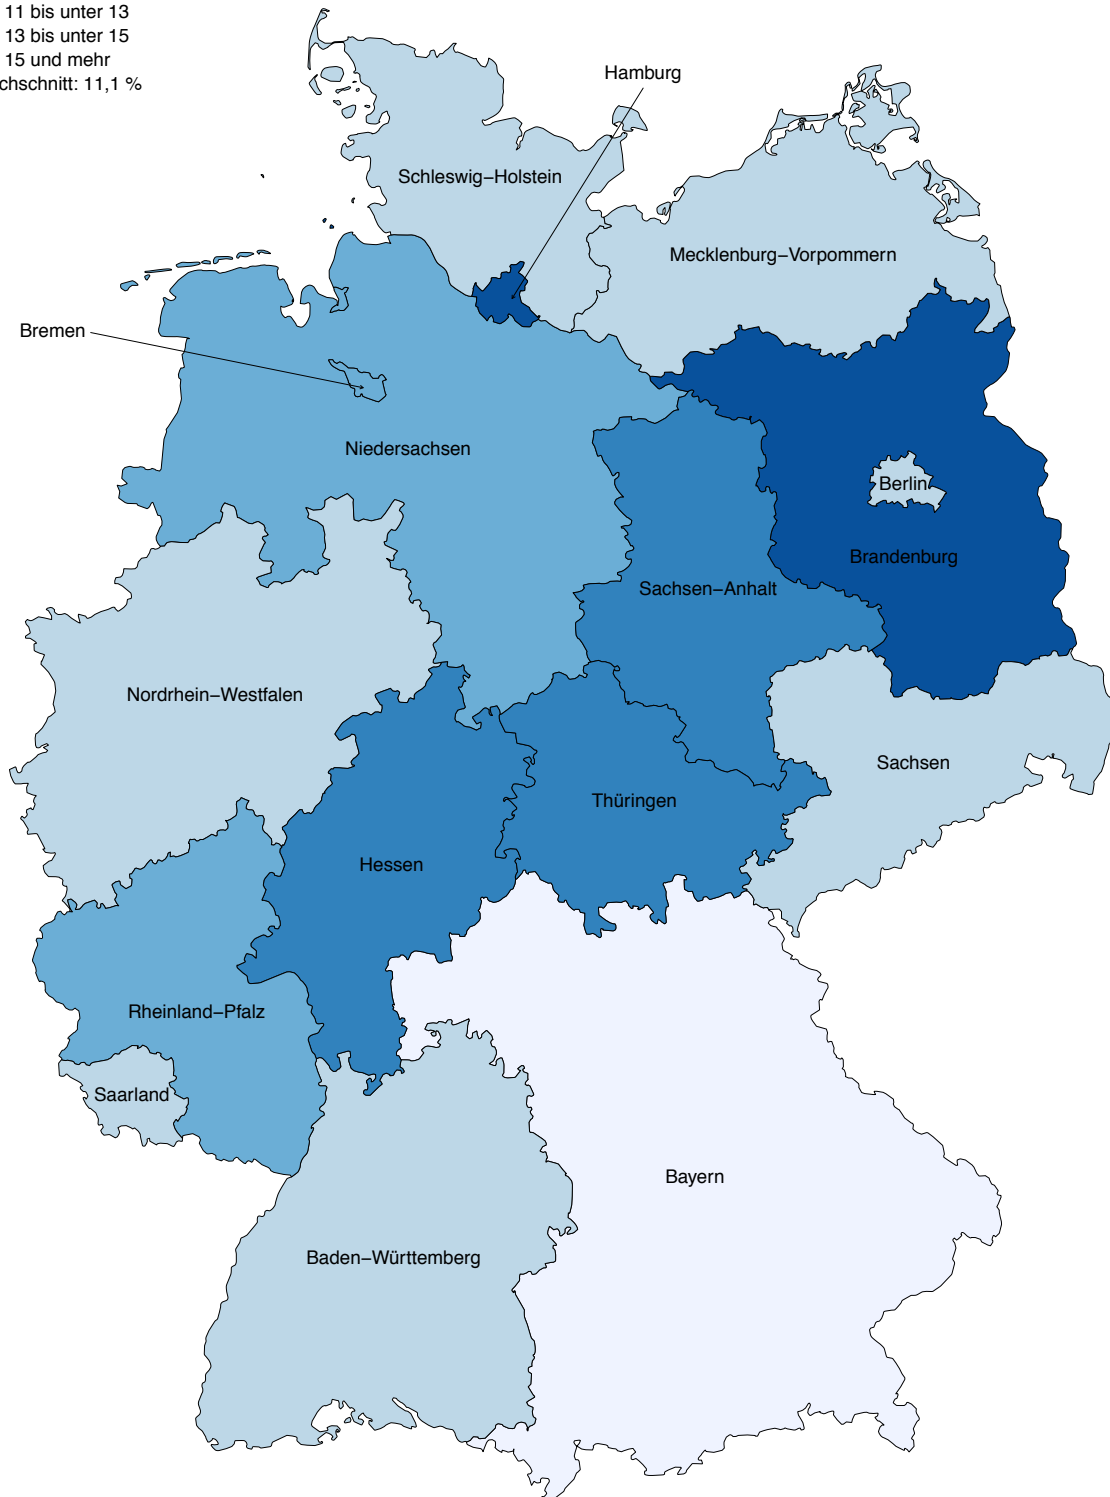 11 bis unter 13
13 bis unter 15
15 und mehr
chschnitt: 11,1 %
Hamburg
Schleswig−Holstein
Mecklenburg−Vorpommern
Bremen
Niedersachsen
Berlin
Brandenburg
Sachsen−Anhalt
Nordrhein−Westfalen
Sachsen
Thüringen
Hessen
Rheinland−Pfalz
Saarland
Bayern
Baden−Württemberg